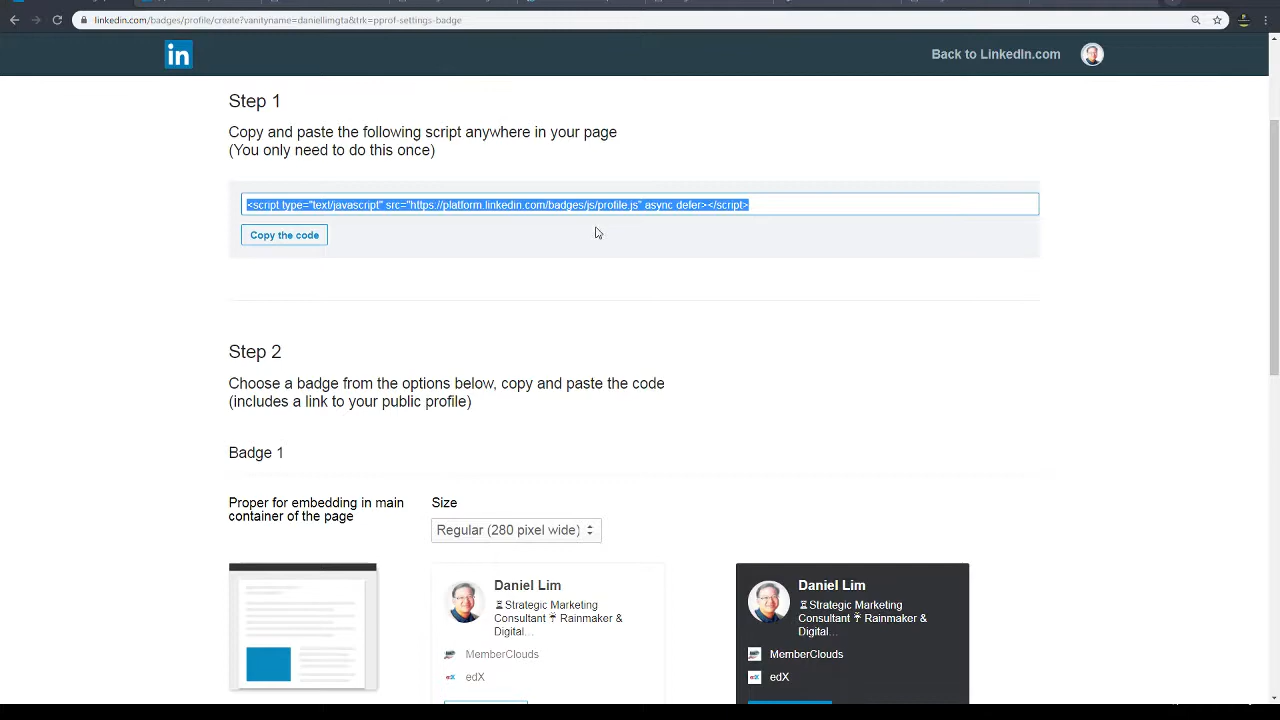 linkedin.com/badges/profile/create?vanityname=daniellimgta&trk=pprof-settings-badge
in
Back to LinkedIn.com
Step 1
Copy and paste the following script anywhere in your page
(You only need to do this once)
<script type="text/javascript" src="https://platform.linkedin.com/badges/js/profile.js" async defer></script>
Copy the code
Step 2
Choose a badge from the options below, copy and paste the code
(includes a link to your public profile)
Badge 1
Proper for embedding in main
container of the page
Size
Regular (280 pixel wide)
Daniel Lim
♖Strategic Marketing
Consultant ☔ Rainmaker &
Digital...
MemberClouds
edX
Daniel Lim
♖Strategic Marketing
Consultant ☔ Rainmaker &
Digital...
MemberClouds
edX